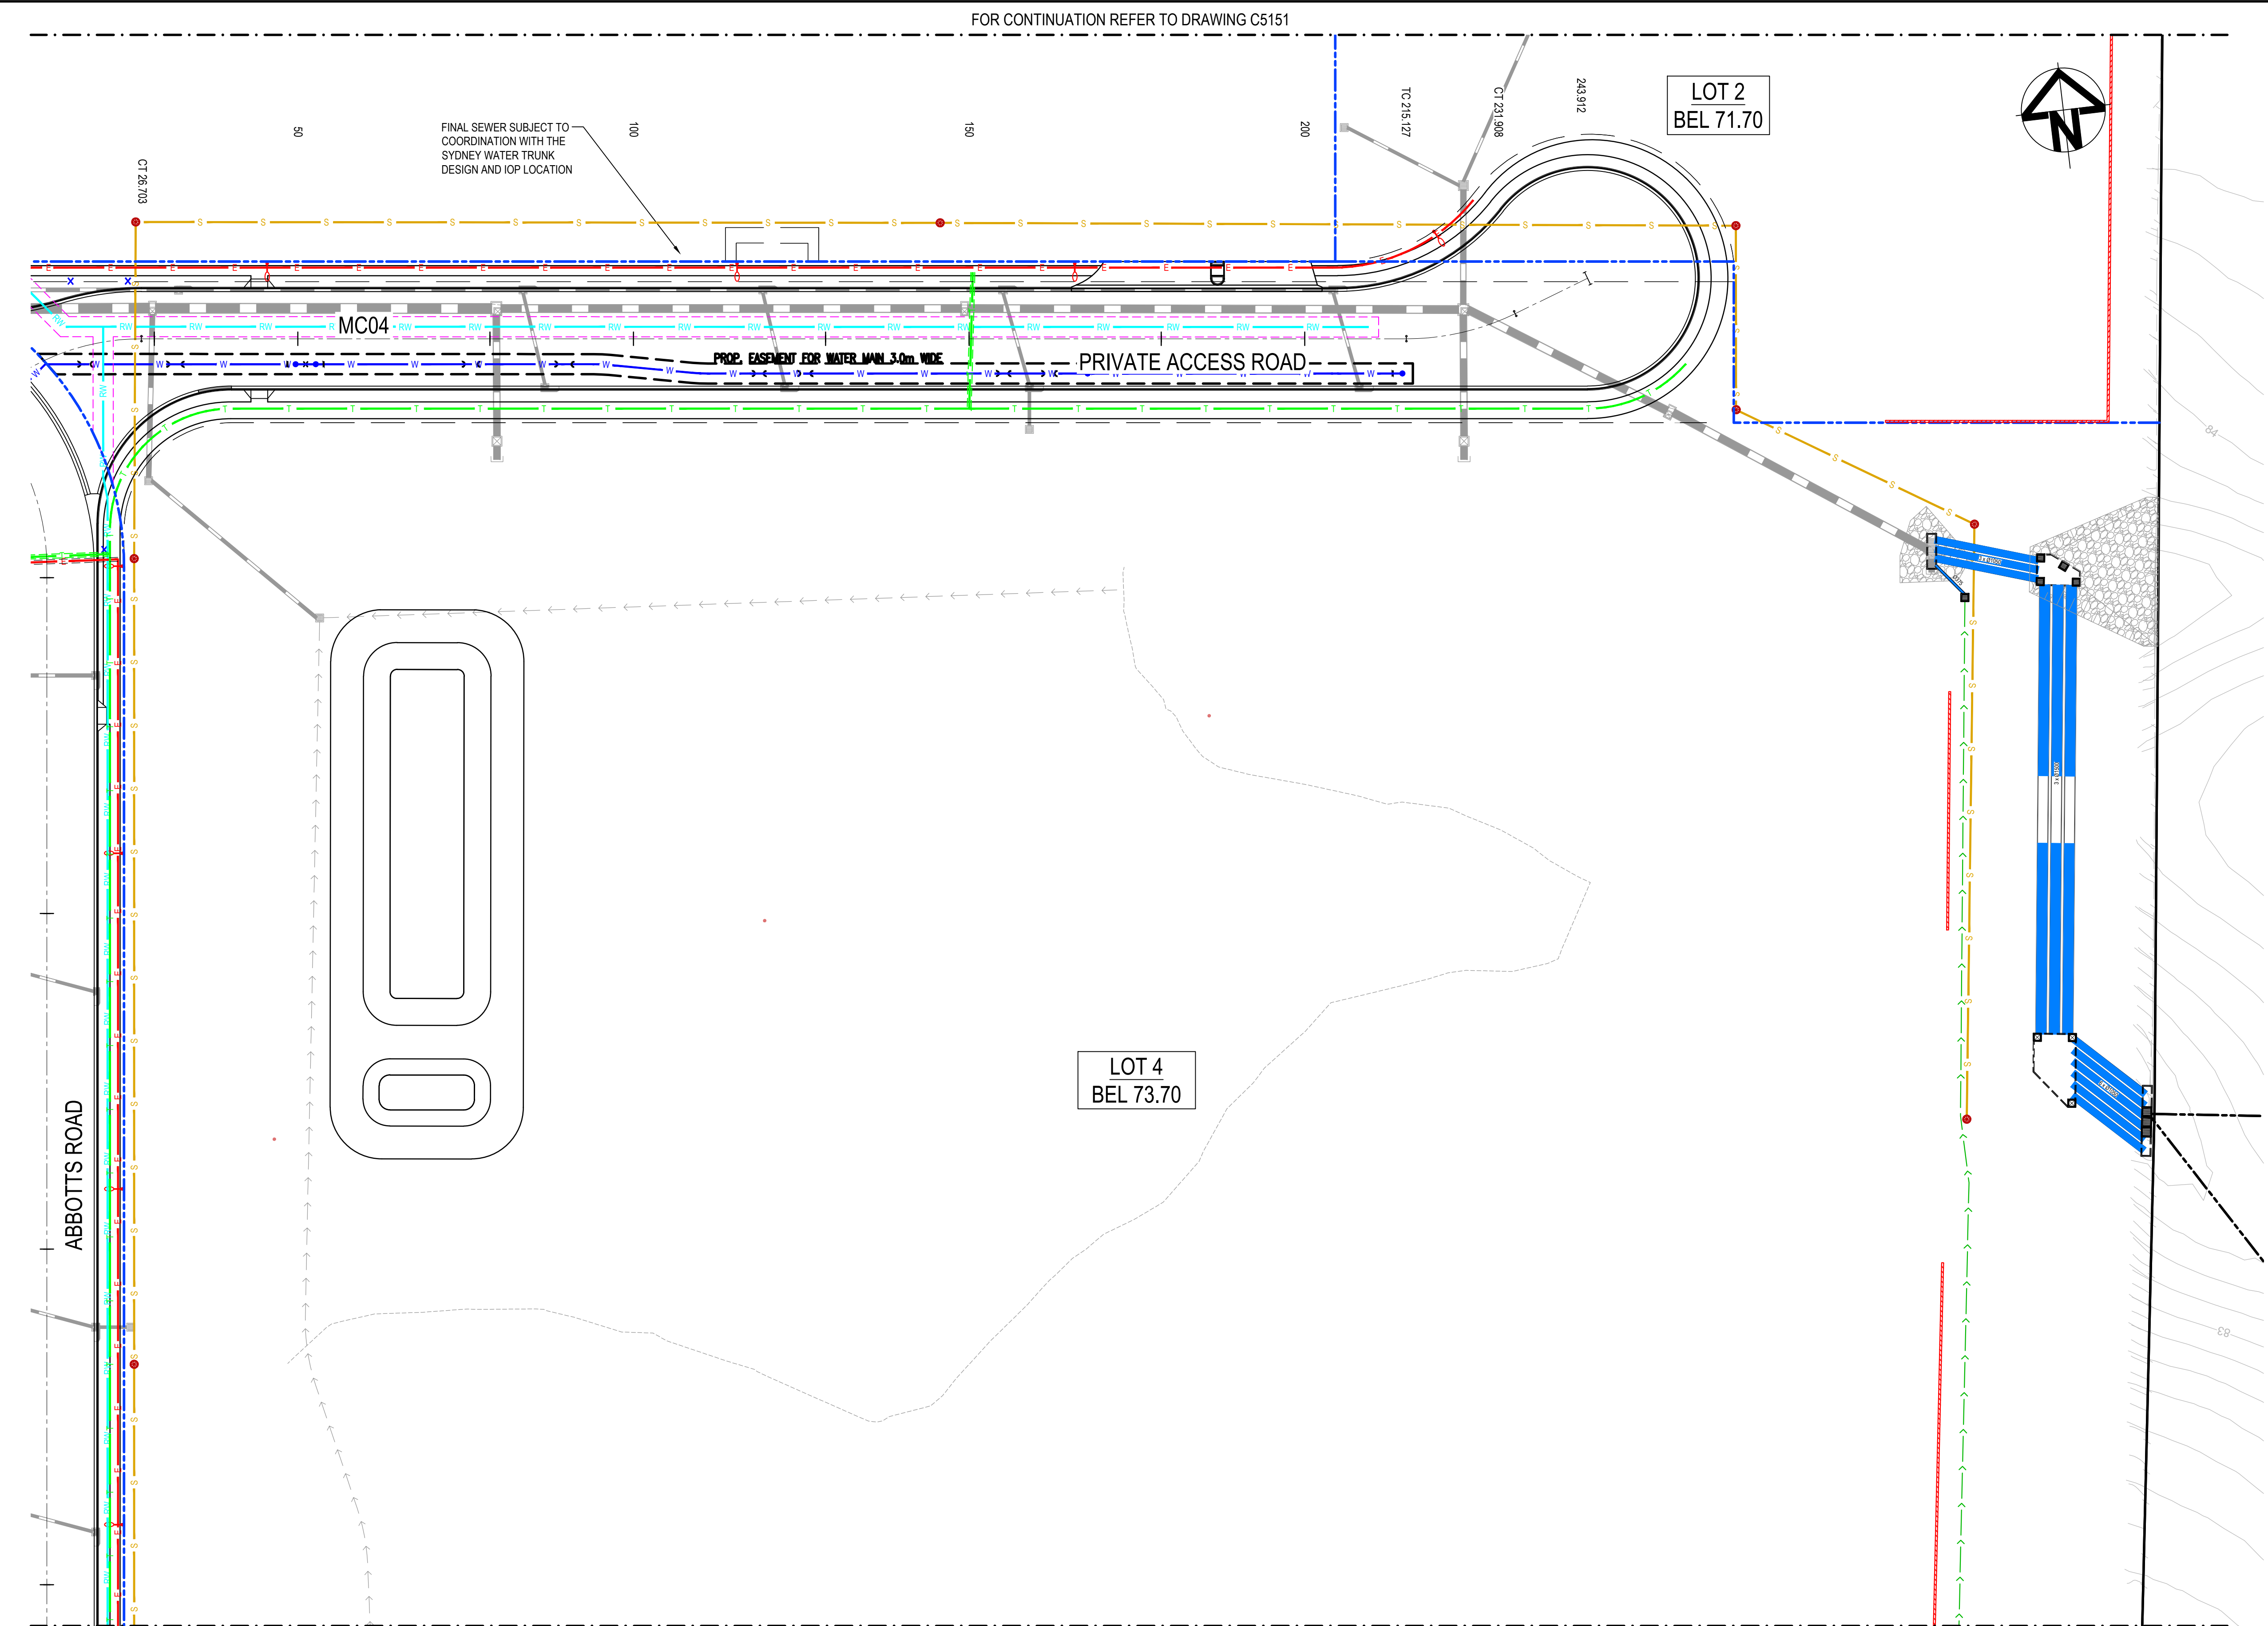 FOR CONTINUATION REFER TO DRAWING C5151
LOT 2
BEL 71.70
N
FINAL SEWER SUBJECT TO
COORDINATION WITH THE
SYDNEY WATER TRUNK
DESIGN AND IOP LOCATION
CT 26.703
50
100
150
200
TC 215.127
CT 231.908
243.912
MC04
PROP. EASEMENT FOR WATER MAIN 3.0m WIDE
PRIVATE ACCESS ROAD
84
LOT 4
BEL 73.70
ABBOTTS ROAD
83
S
E
RW
W
T